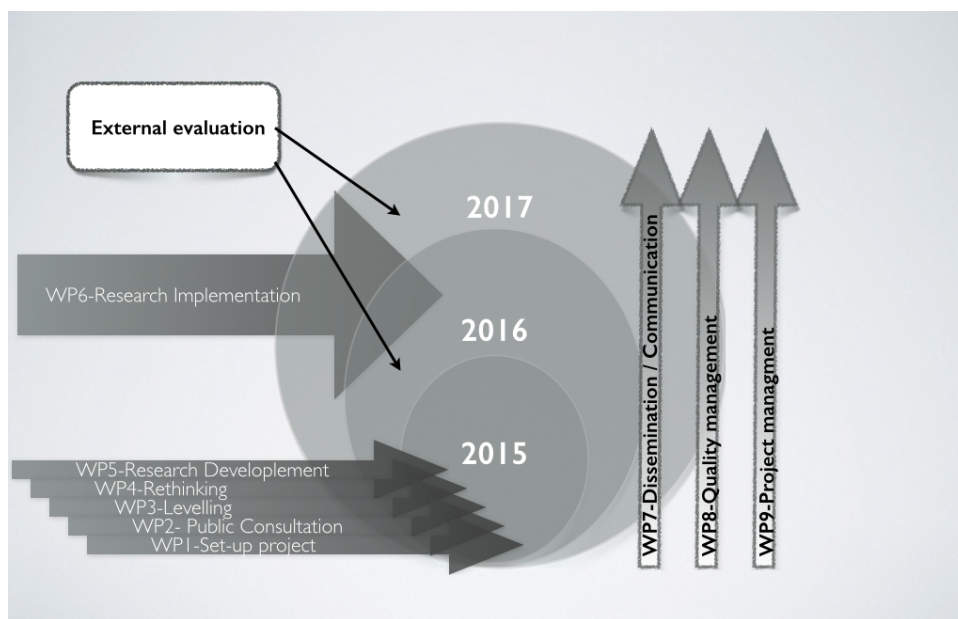 External evaluation
2017
WP6-Research Implementation
2016
2015
WP5-Research Developlement
WP4-Rethinking
WP3-Levelling
WP2- Public Consultation
WP1-Set-up project
WP7-Dissemination / Communication
WP8-Quality management
WP9-Project managment